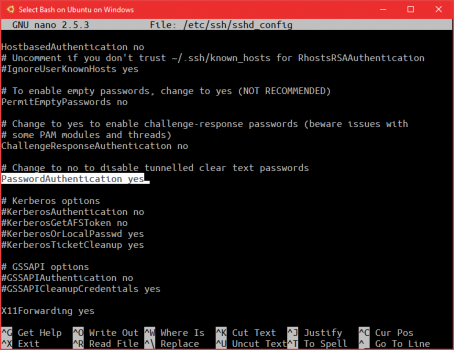 Select Bash on Ubuntu on Windows
GNU nano 2.5.3 File: /etc/ssh/sshd_config
HostbasedAuthentication no
# Uncomment if you don't trust ~/.ssh/known_hosts for RhostsRSAAuthentication
#IgnoreUserKnownHosts yes
# To enable empty passwords, change to yes (NOT RECOMMENDED)
PermitEmptyPasswords no
# Change to yes to enable challenge-response passwords (beware issues with
# some PAM modules and threads)
ChallengeResponseAuthentication no
# Change to no to disable tunnelled clear text passwords
PasswordAuthentication yes
# Kerberos options
#KerberosAuthentication no
#KerberosGetAFSToken no
#KerberosOrLocalPasswd yes
#KerberosTicketCleanup yes
# GSSAPI options
#GSSAPIAuthentication no
#GSSAPICleanupCredentials yes
X11Forwarding yes
^G Get Help ^O Write Out ^W Where Is ^K Cut Text ^J Justify ^C Cur Pos
^X Exit ^R Read File ^\ Replace ^U Uncut Text ^T To Spell ^_ Go To Line